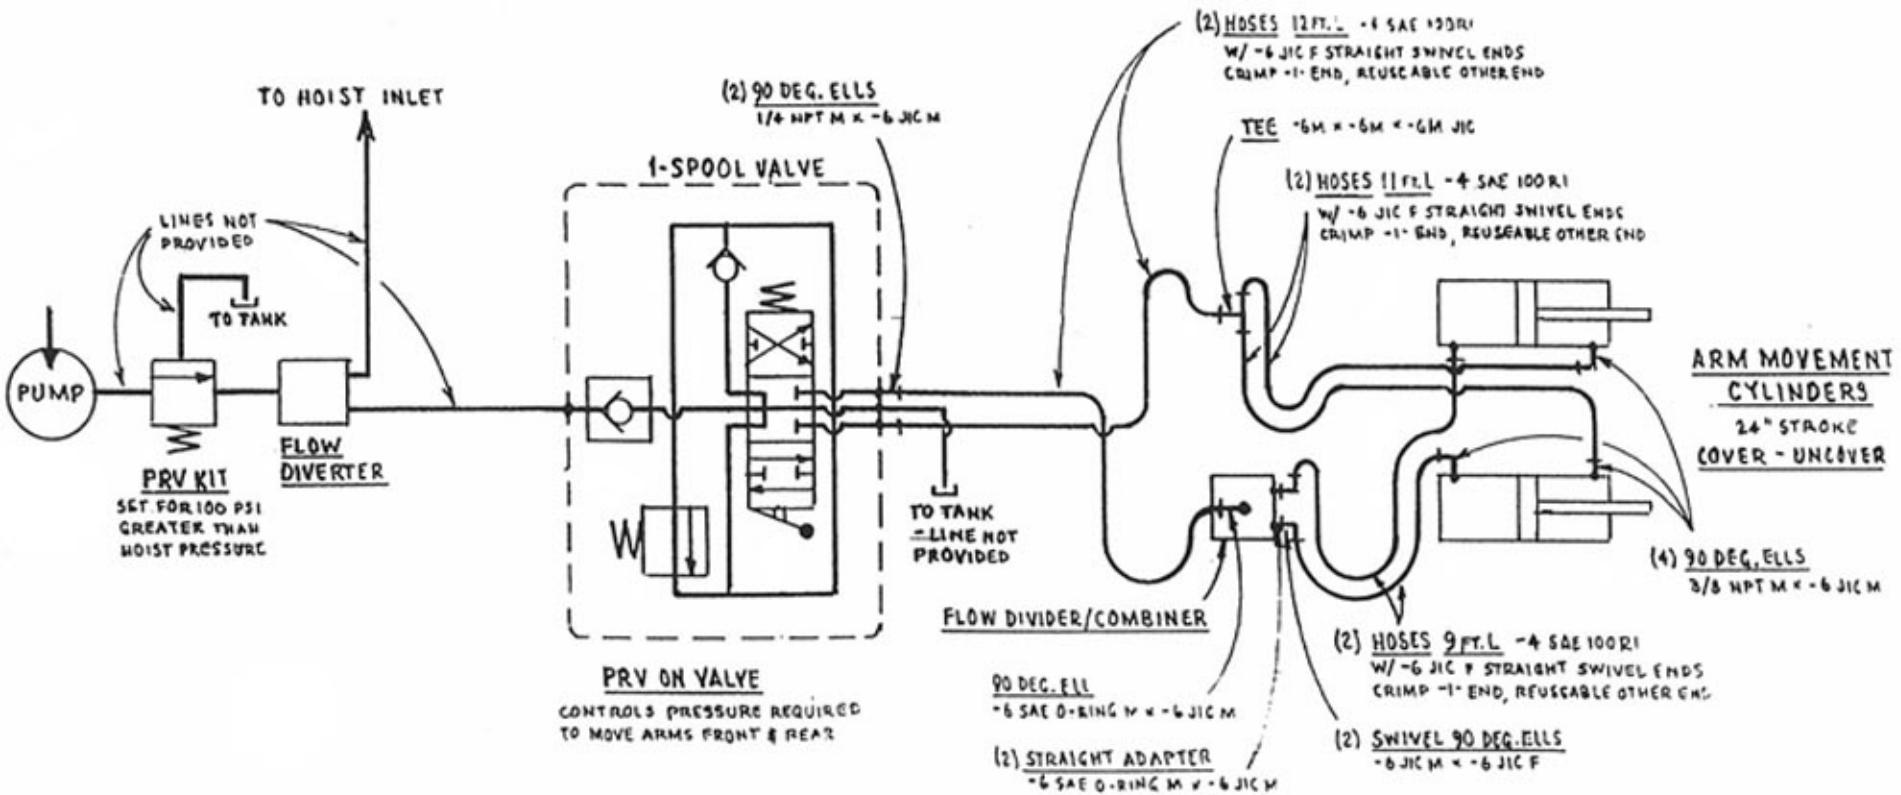 (2) HOSES 12 FT. L -6 SAE 100R1
W/ -6 JIC F STRAIGHT SWIVEL ENDS
CRIMP -1- END, REUSEABLE OTHER END
TO HOIST INLET
(2) 90 DEG. ELLS
1/4 NPT M x -6 JIC M
TEE -6M x -6M x -6M JIC
1-SPOOL VALVE
(2) HOSES 11 FT. L -4 SAE 100R1
W/ -6 JIC F STRAIGHT SWIVEL ENDS
CRIMP -1- END, REUSEABLE OTHER END
LINES NOT
PROVIDED
TO TANK
PUMP
ARM MOVEMENT
CYLINDERS
24" STROKE
COVER - UNCOVER
FLOW
DIVERTER
PRV KIT
SET FOR 100 PSI
GREATER THAN
HOIST PRESSURE
TO TANK
-LINE NOT
PROVIDED
(4) 90 DEG. ELLS
3/8 NPT M x -6 JIC M
FLOW DIVIDER/COMBINER
(2) HOSES 9 FT. L -4 SAE 100R1
W/ -6 JIC F STRAIGHT SWIVEL ENDS
CRIMP -1- END, REUSEABLE OTHER END
PRV ON VALVE
CONTROLS PRESSURE REQUIRED
TO MOVE ARMS FRONT & REAR
90 DEG. ELL
-6 SAE O-RING M x -6 JIC M
(2) SWIVEL 90 DEG. ELLS
-6 JIC M x -6 JIC F
(2) STRAIGHT ADAPTER
-6 SAE O-RING M x -6 JIC M